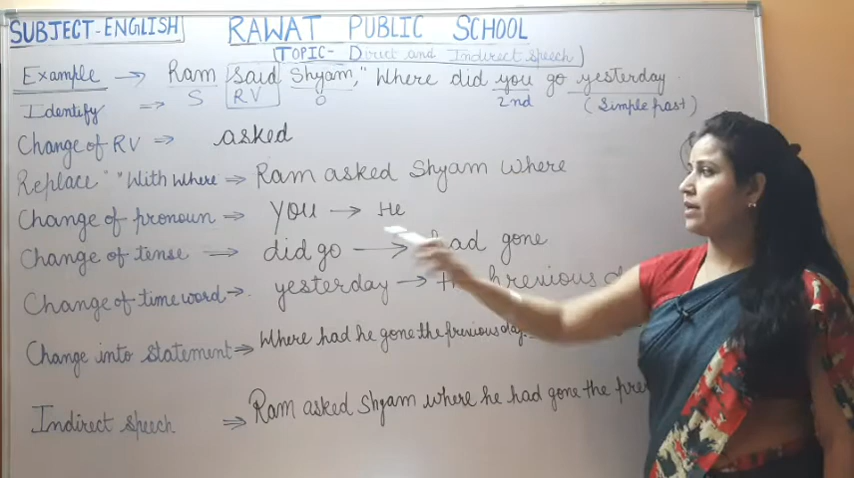 SUBJECT-ENGLISH RAWAT PUBLIC SCHOOL
(TOPIC- Direct and Indirect speech)
Example → Ram said Shyam," Where did you go yesterday.
Identify ⇒ S RV O 2nd (Simple past)
Change of RV ⇒ asked
Replace " "With Where ⇒ Ram asked Shyam where
Change of pronoun ⇒ you → He
Change of tense → did go → had gone
Change of time word → yesterday → previous
Change into statement ⇒ Where had he gone the previous day.
Indirect speech ⇒ Ram asked Shyam where he had gone the